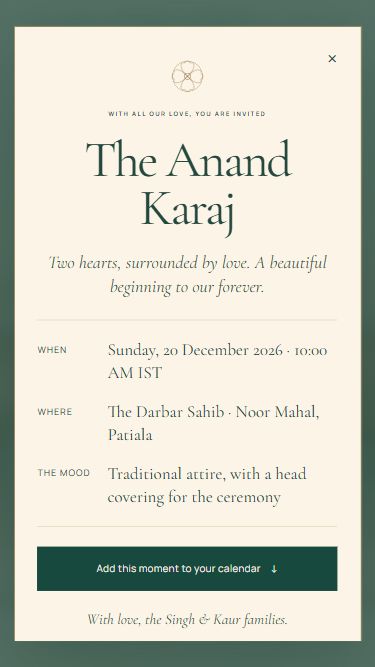 ×
WITH ALL OUR LOVE, YOU ARE INVITED
The Anand
Karaj
Two hearts, surrounded by love. A beautiful
beginning to our forever.
WHEN
Sunday, 20 December 2026 · 10:00
AM IST
WHERE
The Darbar Sahib · Noor Mahal,
Patiala
THE MOOD
Traditional attire, with a head
covering for the ceremony
Add this moment to your calendar ↓
With love, the Singh & Kaur families.